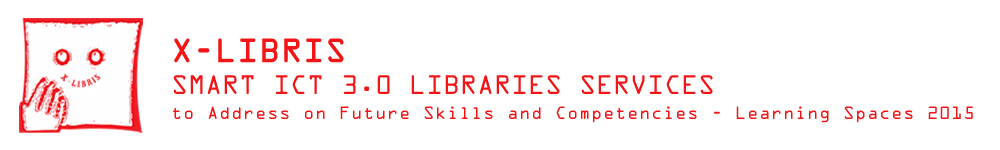 X-LIBRIS
X-LIBRIS
SMART ICT 3.0 LIBRARIES SERVICES
to Address on Future Skills and Competencies - Learning Spaces 2015